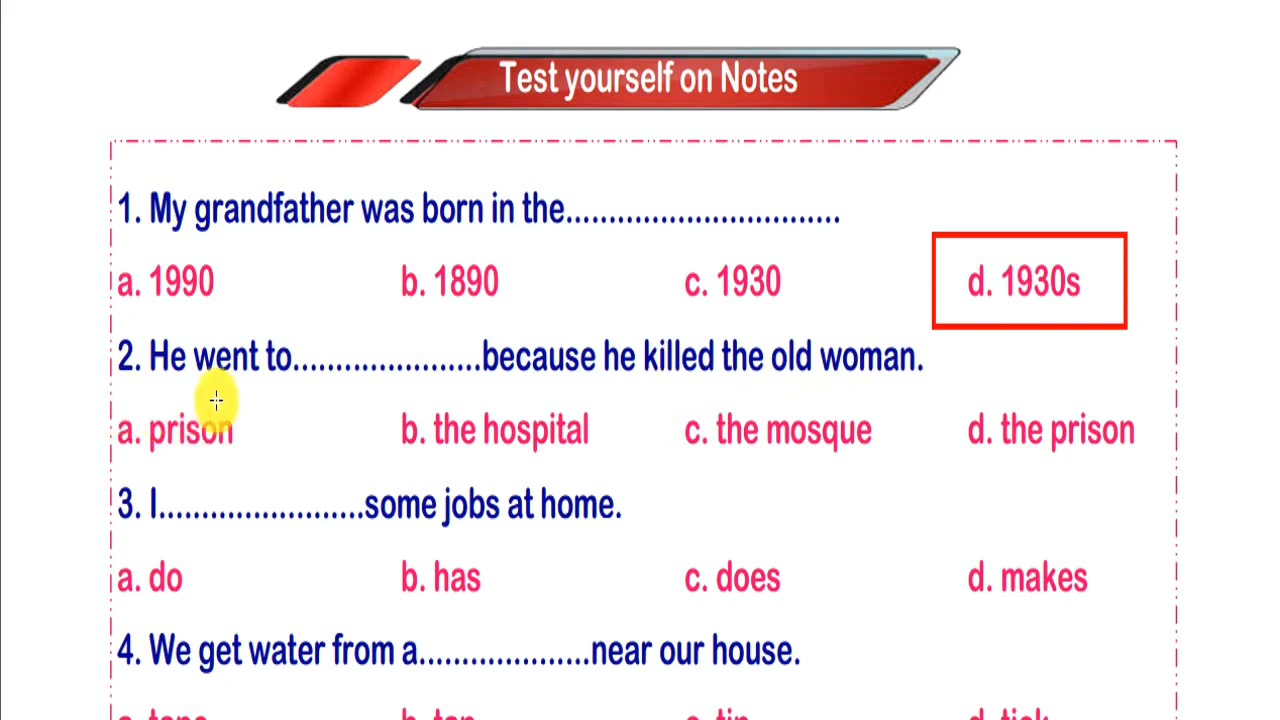 Test yourself on Notes
1. My grandfather was born in the................................
a. 1990 b. 1890 c. 1930 d. 1930s
2. He went to......................because he killed the old woman.
a. prison b. the hospital c. the mosque d. the prison
3. I........................some jobs at home.
a. do b. has c. does d. makes
4. We get water from a....................near our house.